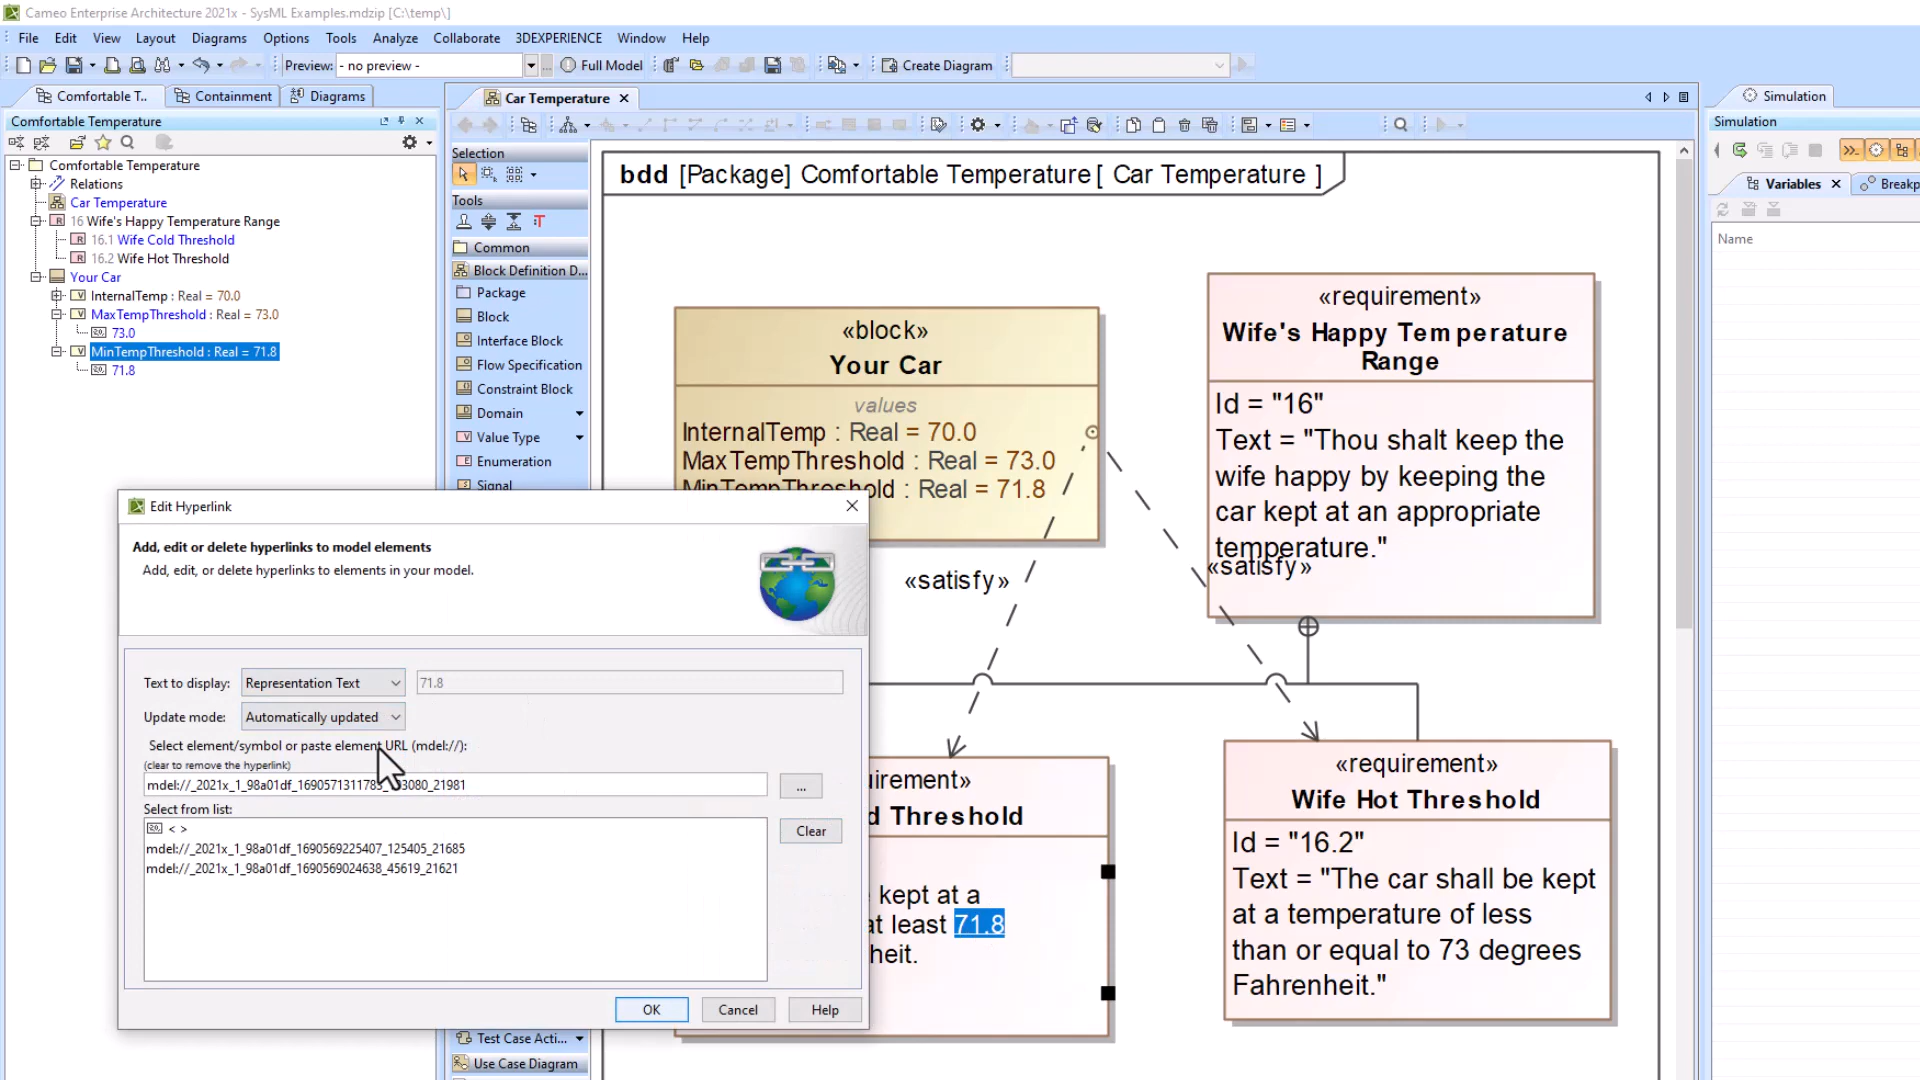 Cameo Enterprise Architecture 2021x - SysML Examples.mdzip [C:\temp\]
File Edit View Layout Diagrams Options Tools Analyze Collaborate 3DEXPERIENCE Window Help
Preview: - no preview - ... Full Model Create Diagram
Comfortable T.. Containment Diagrams
Car Temperature
Simulation
Comfortable Temperature
Comfortable Temperature
Relations
Car Temperature
16 Wife's Happy Temperature Range
16.1 Wife Cold Threshold
16.2 Wife Hot Threshold
Your Car
InternalTemp : Real = 70.0
MaxTempThreshold : Real = 73.0
73.0
MinTempThreshold : Real = 71.8
71.8
Selection
Tools
Common
Block Definition D...
Package
Block
Interface Block
Flow Specification
Constraint Block
Domain
Value Type
Enumeration
Signal
Test Case Acti...
Use Case Diagram
bdd [Package] Comfortable Temperature [ Car Temperature ]
«block»
Your Car
values
InternalTemp : Real = 70.0
MaxTempThreshold : Real = 73.0
MinTempThreshold : Real = 71.8
«requirement»
Wife's Happy Temperature
Range
Id = "16"
Text = "Thou shalt keep the
wife happy by keeping the
car kept at an appropriate
temperature."
«satisfy»
«satisfy»
uirement»
d Threshold
kept at a
at least 71.8
heit.
«requirement»
Wife Hot Threshold
Id = "16.2"
Text = "The car shall be kept
at a temperature of less
than or equal to 73 degrees
Fahrenheit."
Edit Hyperlink
Add, edit or delete hyperlinks to model elements
Add, edit, or delete hyperlinks to elements in your model.
Text to display: Representation Text 71.8
Update mode: Automatically updated
Select element/symbol or paste element URL (mdel://):
(clear to remove the hyperlink)
mdel://_2021x_1_98a01df_1690571311785_ 3080_21981
...
Select from list:
< >
mdel://_2021x_1_98a01df_1690569225407_125405_21685
mdel://_2021x_1_98a01df_1690569024638_45619_21621
Clear
OK Cancel Help
Simulation
Variables Breakp
Name